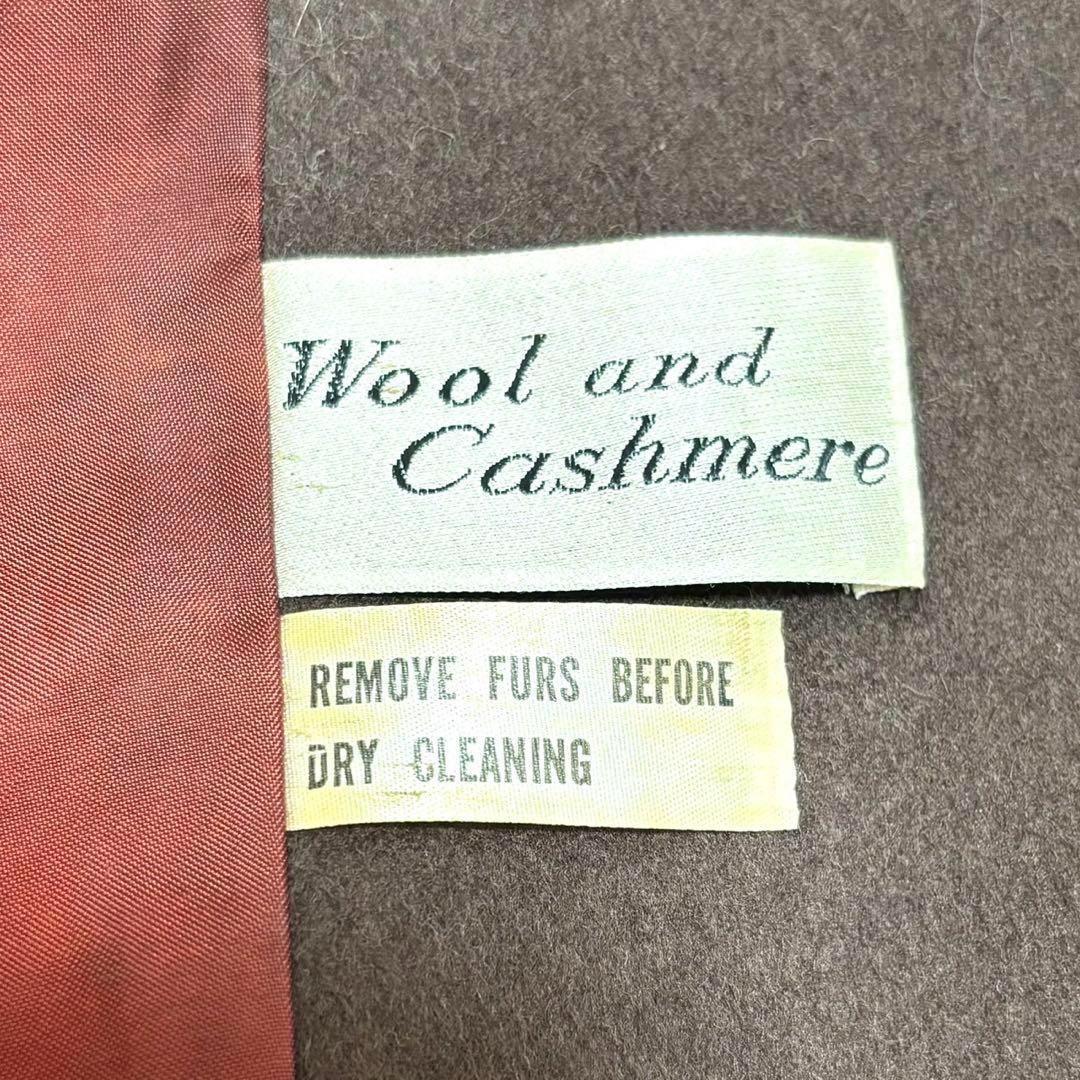 Wool and
Cashmere
REMOVE FURS BEFORE
DRY CLEANING